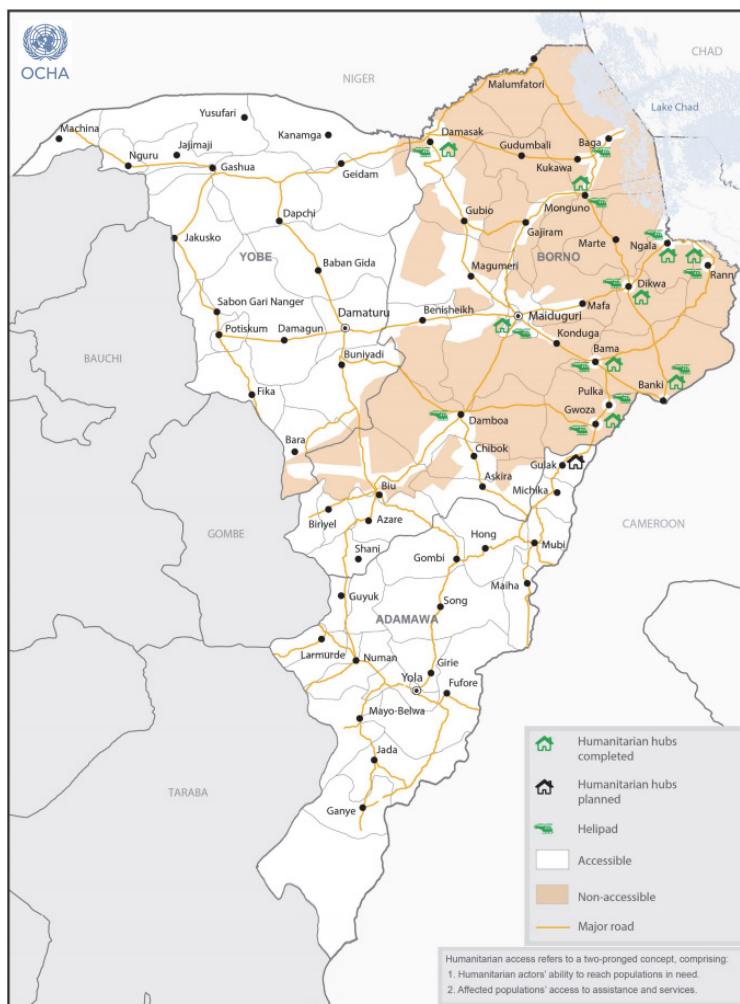 OCHA
NIGER
CHAD
Lake Chad
Malumfatori
Yusufari
Machina
Kanamga
Damasak
Baga
Nguru
Jajimaji
Gudumbali
Gashua
Geidam
Kukawa
Monguno
Dapchi
Gubio
Gajiram
Jakusko
YOBE
Marte
Ngala
BORNO
Baban Gida
Magumeri
Rann
Dikwa
Sabon Gari Nanger
Mafa
Damaturu
Benisheikh
Maiduguri
Potiskum
Damagun
Konduga
BAUCHI
Buniyadi
Bama
Fika
Pulka
Banki
Gwoza
Damboa
Bara
Chibok
Gulak
Askira
Biu
Michika
Biriyel
Azare
CAMEROON
GOMBE
Hong
Shani
Gombi
Mubi
Maiha
Guyuk
Song
ADAMAWA
Larmurde
Numan
Girie
Yola
Fufore
Mayo-Belwa
Jada
TARABA
Ganye
Humanitarian hubs
completed
Humanitarian hubs
planned
Helipad
Accessible
Non-accessible
Major road
Humanitarian access refers to a two-pronged concept, comprising:
1. Humanitarian actors' ability to reach populations in need.
2. Affected populations' access to assistance and services.